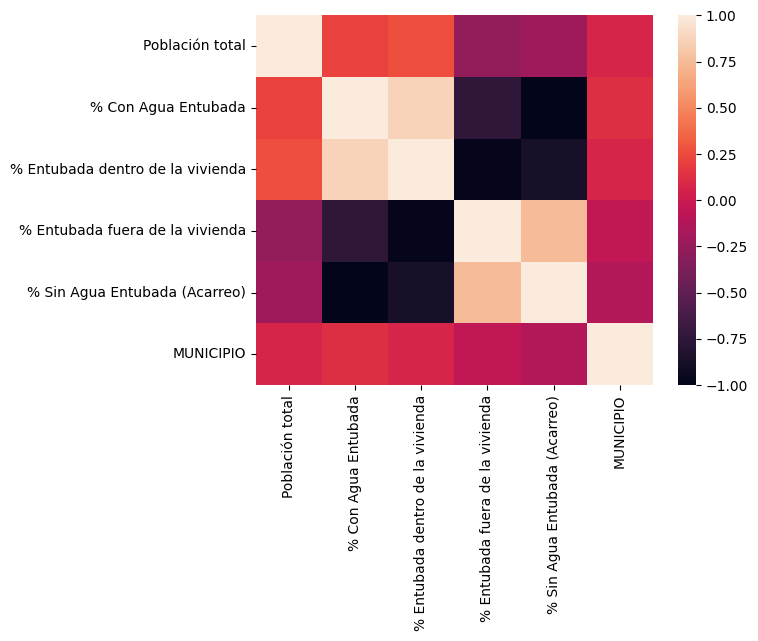 Población total
% Con Agua Entubada
% Entubada dentro de la vivienda
% Entubada fuera de la vivienda
% Sin Agua Entubada (Acarreo)
MUNICIPIO
Población total
% Con Agua Entubada
% Entubada dentro de la vivienda
% Entubada fuera de la vivienda
% Sin Agua Entubada (Acarreo)
MUNICIPIO
1.00
0.75
0.50
0.25
0.00
−0.25
−0.50
−0.75
−1.00